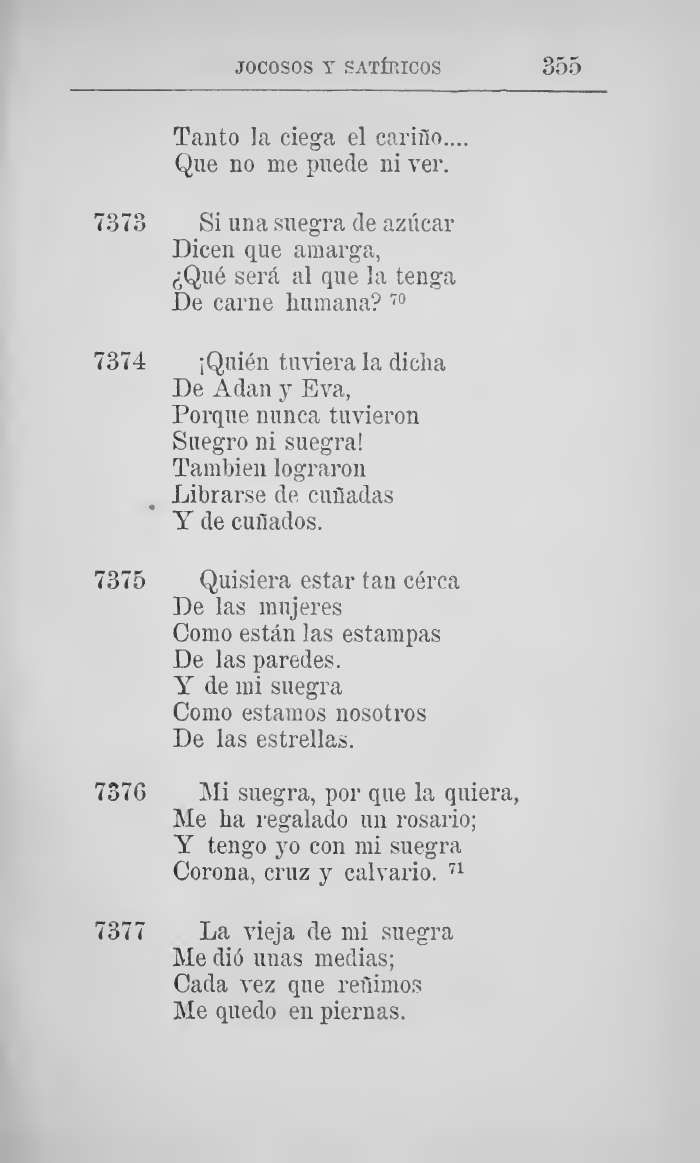 JOCOSOS Y SATÍRICOS 355
Tanto la ciega el cariño....
Que no me puede ni ver.
7373 Si una suegra de azúcar
Dicen que amarga,
¿Qué será al que la tenga
De carne humana? 70
7374 ¡Quién tuviera la dicha
De Adan y Eva,
Porque nunca tuvieron
Suegro ni suegra!
Tambien lograron
Librarse de cuñadas
Y de cuñados.
7375 Quisiera estar tan cérca
De las mujeres
Como están las estampas
De las paredes.
Y de mi suegra
Como estamos nosotros
De las estrellas.
7376 Mi suegra, por que la quiera,
Me ha regalado un rosario;
Y tengo yo con mi suegra
Corona, cruz y calvario. 71
7377 La vieja de mi suegra
Me dió unas medias;
Cada vez que reñimos
Me quedo en piernas.